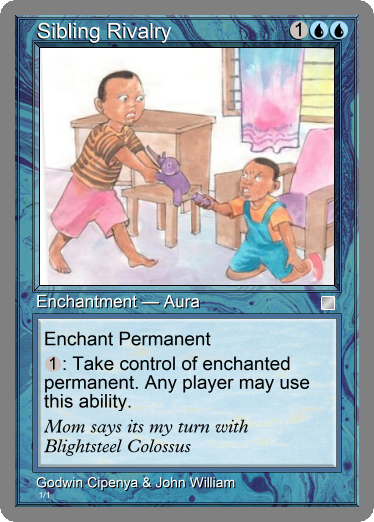 Sibling Rivalry 1
Enchantment — Aura
Enchant Permanent
1: Take control of enchanted
permanent. Any player may use
this ability.
Mom says its my turn with
Blightsteel Colossus
Godwin Cipenya & John William
1/1